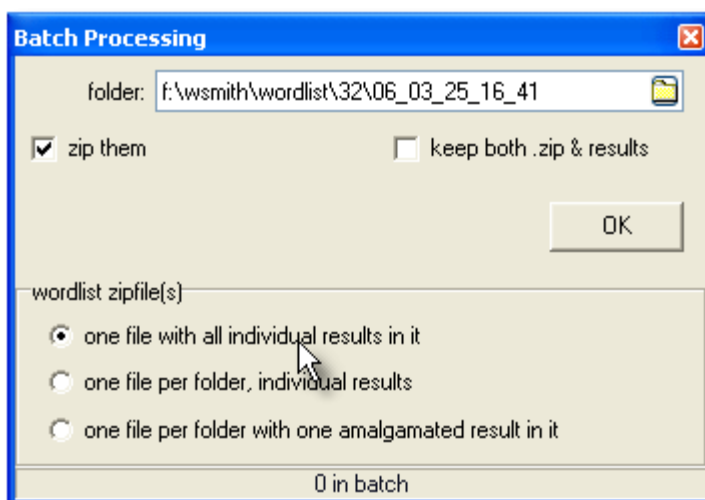 Batch Processing
folder: f:\wsmith\wordlist\32\06_03_25_16_41
zip them keep both .zip & results
OK
wordlist zipfile(s)
one file with all individual results in it
one file per folder, individual results
one file per folder with one amalgamated result in it
0 in batch